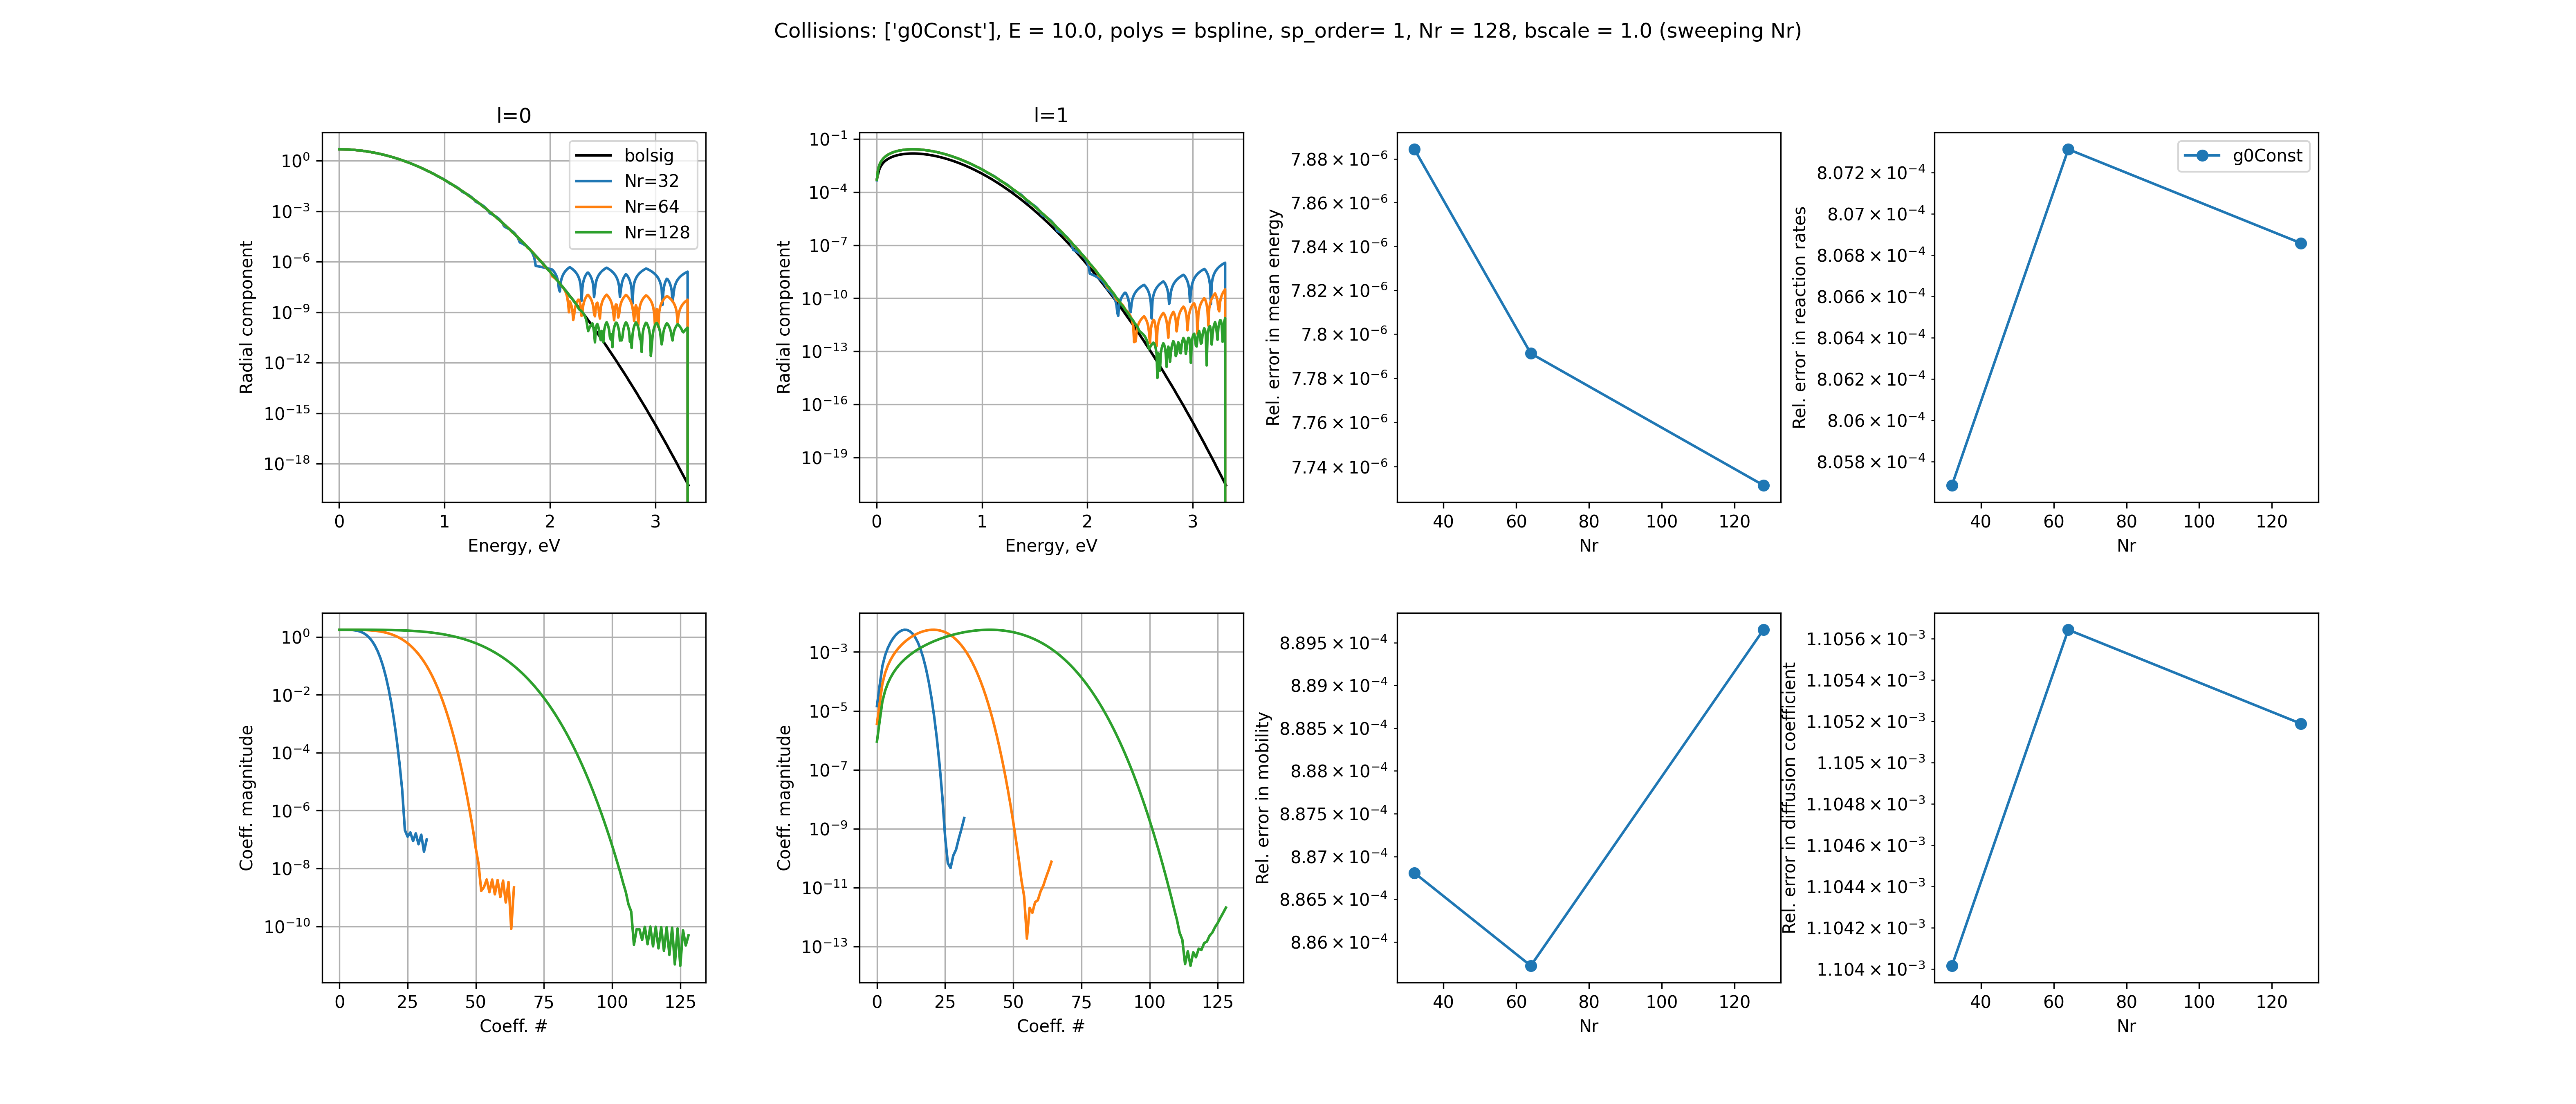 Collisions: ['g0Const'], E = 10.0, polys = bspline, sp_order= 1, Nr = 128, bscale = 1.0 (sweeping Nr)
l=0
Radial component
10⁰
10⁻³
10⁻⁶
10⁻⁹
10⁻¹²
10⁻¹⁵
10⁻¹⁸
bolsig
Nr=32
Nr=64
Nr=128
0 1 2 3
Energy, eV
l=1
Radial component
10⁻¹
10⁻⁴
10⁻⁷
10⁻¹⁰
10⁻¹³
10⁻¹⁶
10⁻¹⁹
0 1 2 3
Energy, eV
Rel. error in mean energy
7.88 × 10⁻⁶
7.86 × 10⁻⁶
7.84 × 10⁻⁶
7.82 × 10⁻⁶
7.8 × 10⁻⁶
7.78 × 10⁻⁶
7.76 × 10⁻⁶
7.74 × 10⁻⁶
40 60 80 100 120
Nr
Rel. error in reaction rates
8.072 × 10⁻⁴
8.07 × 10⁻⁴
8.068 × 10⁻⁴
8.066 × 10⁻⁴
8.064 × 10⁻⁴
8.062 × 10⁻⁴
8.06 × 10⁻⁴
8.058 × 10⁻⁴
g0Const
40 60 80 100 120
Nr
Coeff. magnitude
10⁰
10⁻²
10⁻⁴
10⁻⁶
10⁻⁸
10⁻¹⁰
0 25 50 75 100 125
Coeff. #
Coeff. magnitude
10⁻³
10⁻⁵
10⁻⁷
10⁻⁹
10⁻¹¹
10⁻¹³
0 25 50 75 100 125
Coeff. #
Rel. error in mobility
8.895 × 10⁻⁴
8.89 × 10⁻⁴
8.885 × 10⁻⁴
8.88 × 10⁻⁴
8.875 × 10⁻⁴
8.87 × 10⁻⁴
8.865 × 10⁻⁴
8.86 × 10⁻⁴
40 60 80 100 120
Nr
Rel. error in diffusion coefficient
1.1056 × 10⁻³
1.1054 × 10⁻³
1.1052 × 10⁻³
1.105 × 10⁻³
1.1048 × 10⁻³
1.1046 × 10⁻³
1.1044 × 10⁻³
1.1042 × 10⁻³
1.104 × 10⁻³
40 60 80 100 120
Nr